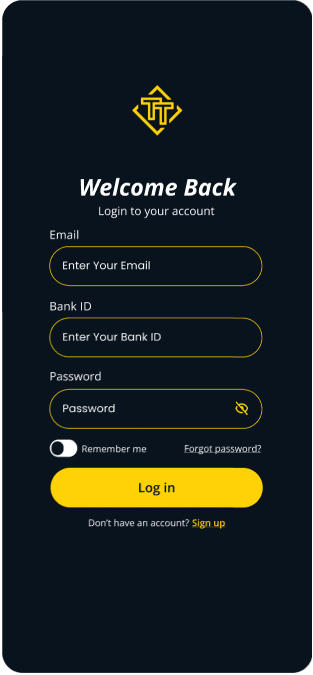 TT
Welcome Back
Login to your account
Email
Enter Your Email
Bank ID
Enter Your Bank ID
Password
Password
Remember me Forgot password?
Log in
Don't have an account? Sign up